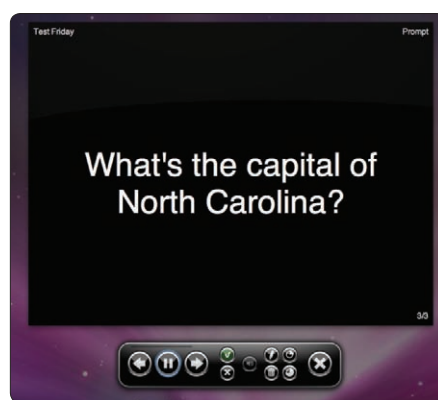 Test Friday
Prompt
What's the capital of
North Carolina?
3/3